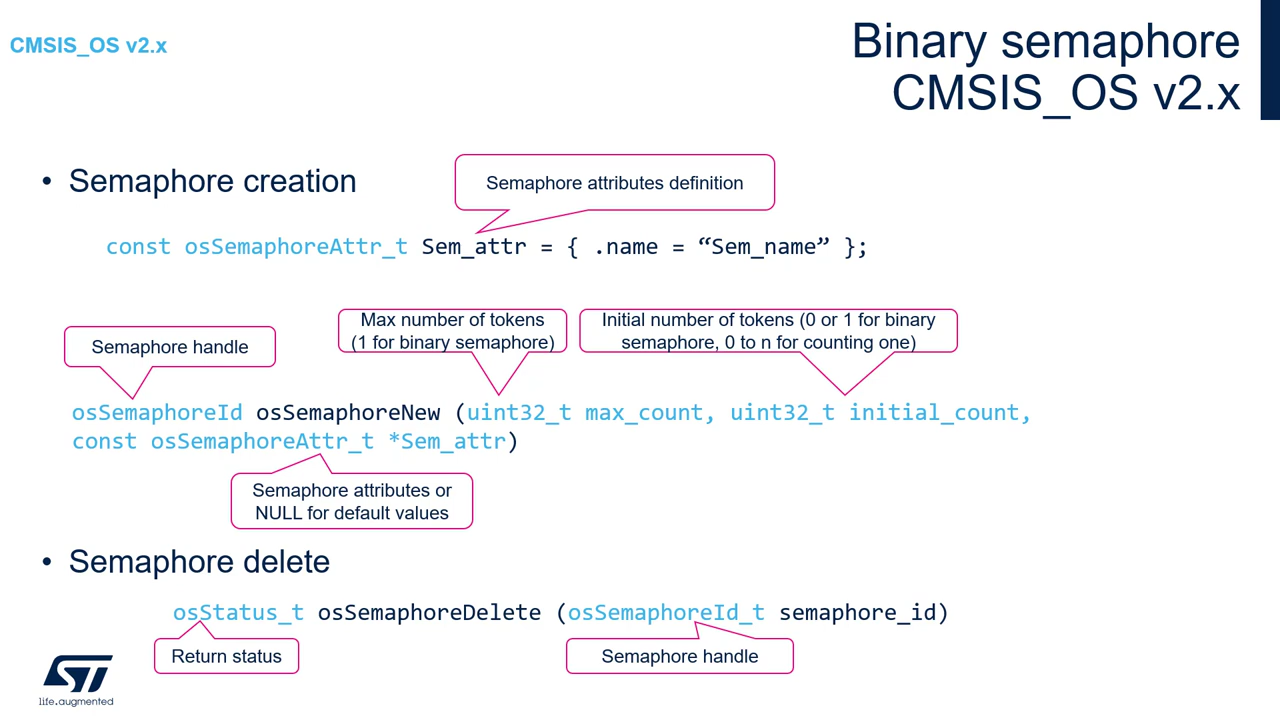 CMSIS_OS v2.x
Binary semaphore
CMSIS_OS v2.x
• Semaphore creation
Semaphore attributes definition
const osSemaphoreAttr_t Sem_attr = { .name = “Sem_name” };
Semaphore handle
Max number of tokens
(1 for binary semaphore)
Initial number of tokens (0 or 1 for binary
semaphore, 0 to n for counting one)
osSemaphoreId osSemaphoreNew (uint32_t max_count, uint32_t initial_count,
const osSemaphoreAttr_t *Sem_attr)
Semaphore attributes or
NULL for default values
• Semaphore delete
osStatus_t osSemaphoreDelete (osSemaphoreId_t semaphore_id)
Return status
Semaphore handle
ST
life.augmented